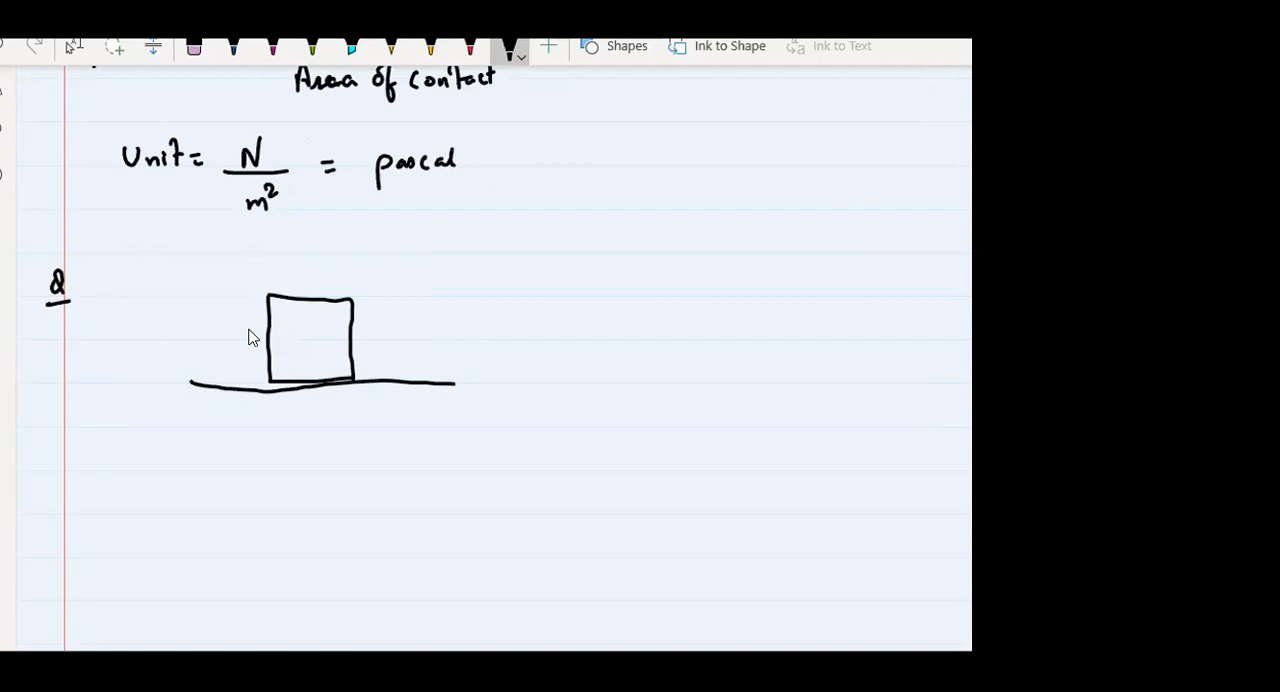 Shapes Ink to Shape Ink to Text
Area of contact
Unit = N / m² = pascal
Q